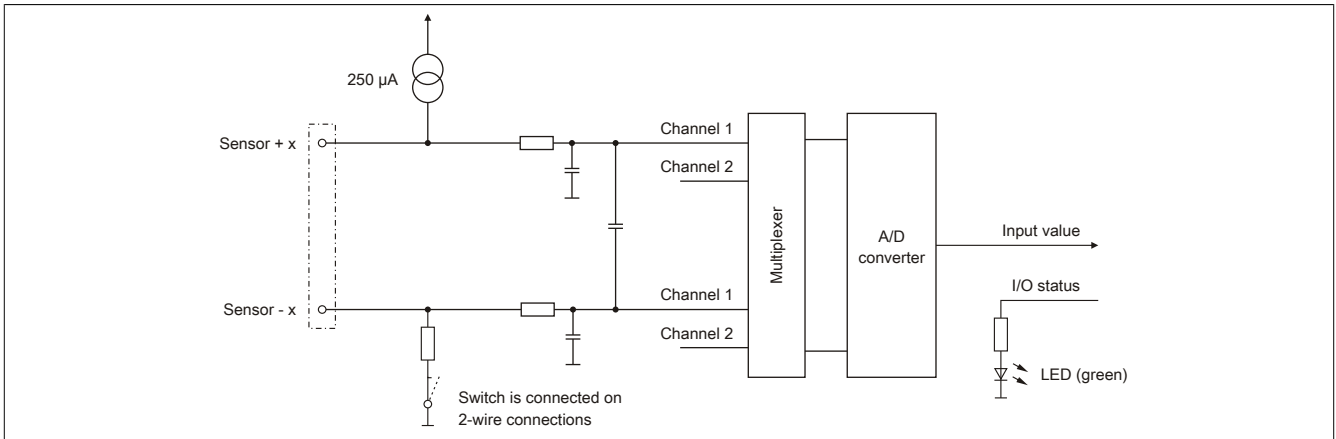 250 µA
Sensor + x
Channel 1
Channel 2
Multiplexer
A/D
converter
Input value
I/O status
Sensor - x
Channel 1
Channel 2
LED (green)
Switch is connected on
2-wire connections